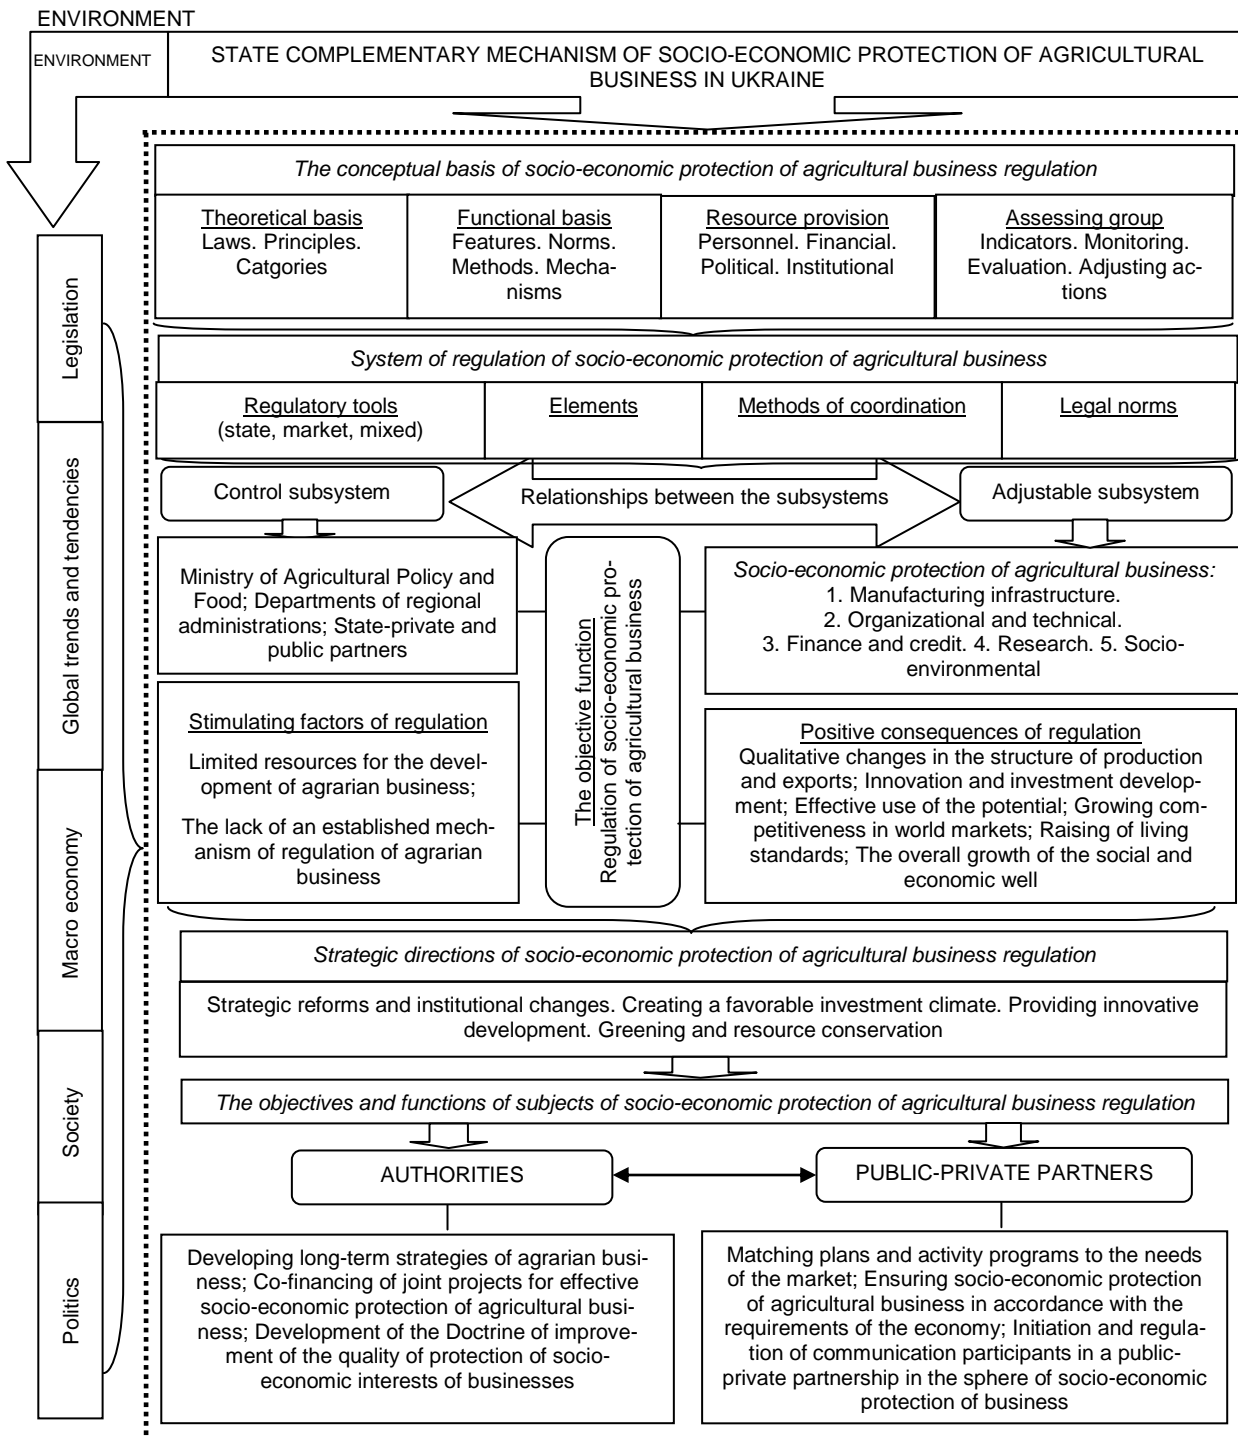 ENVIRONMENT
ENVIRONMENT
STATE COMPLEMENTARY MECHANISM OF SOCIO-ECONOMIC PROTECTION OF AGRICULTURAL
BUSINESS IN UKRAINE
The conceptual basis of socio-economic protection of agricultural business regulation
Theoretical basis
Laws. Principles.
Catgories
Functional basis
Features. Norms.
Methods. Mecha-
nisms
Resource provision
Personnel. Financial.
Political. Institutional
Assessing group
Indicators. Monitoring.
Evaluation. Adjusting ac-
tions
System of regulation of socio-economic protection of agricultural business
Regulatory tools
(state, market, mixed)
Elements
Methods of coordination
Legal norms
Control subsystem
Relationships between the subsystems
Adjustable subsystem
Ministry of Agricultural Policy and
Food; Departments of regional
administrations; State-private and
public partners
The objective function
Regulation of socio-economic pro-
tection of agricultural business
Socio-economic protection of agricultural business:
1. Manufacturing infrastructure.
2. Organizational and technical.
3. Finance and credit. 4. Research. 5. Socio-
environmental
Stimulating factors of regulation
Limited resources for the devel-
opment of agrarian business;
The lack of an established mech-
anism of regulation of agrarian
business
Positive consequences of regulation
Qualitative changes in the structure of production
and exports; Innovation and investment develop-
ment; Effective use of the potential; Growing com-
petitiveness in world markets; Raising of living
standards; The overall growth of the social and
economic well
Strategic directions of socio-economic protection of agricultural business regulation
Strategic reforms and institutional changes. Creating a favorable investment climate. Providing innovative
development. Greening and resource conservation
The objectives and functions of subjects of socio-economic protection of agricultural business regulation
AUTHORITIES
PUBLIC-PRIVATE PARTNERS
Developing long-term strategies of agrarian busi-
ness; Co-financing of joint projects for effective
socio-economic protection of agricultural busi-
ness; Development of the Doctrine of improve-
ment of the quality of protection of socio-
economic interests of businesses
Matching plans and activity programs to the needs
of the market; Ensuring socio-economic protection
of agricultural business in accordance with the
requirements of the economy; Initiation and regula-
tion of communication participants in a public-
private partnership in the sphere of socio-economic
protection of business
Legislation
Global trends and tendencies
Macro economy
Society
Politics